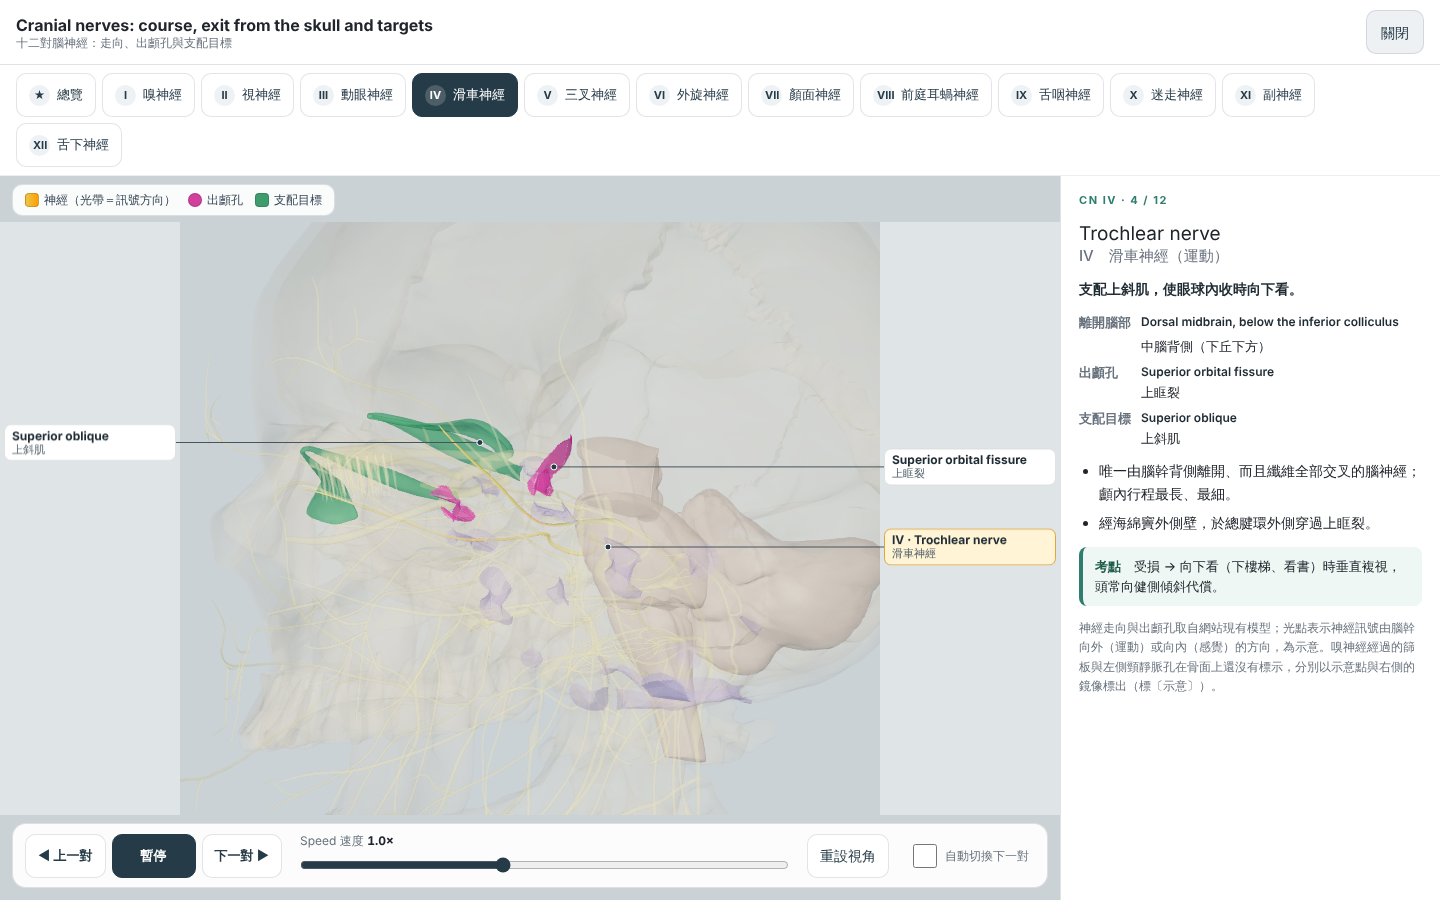 Cranial nerves: course, exit from the skull and targets
十二對腦神經：走向、出顱孔與支配目標
關閉
★ 總覽
I 嗅神經
II 視神經
III 動眼神經
IV 滑車神經
V 三叉神經
VI 外旋神經
VII 顏面神經
VIII 前庭耳蝸神經
IX 舌咽神經
X 迷走神經
XI 副神經
XII 舌下神經
神經（光帶＝訊號方向）
出顱孔
支配目標
Superior oblique
上斜肌
Superior orbital fissure
上眶裂
IV · Trochlear nerve
滑車神經
◀ 上一對
暫停
下一對 ▶
Speed 速度 1.0×
重設視角
自動切換下一對
CN IV · 4 / 12
Trochlear nerve
IV 滑車神經（運動）
支配上斜肌，使眼球內收時向下看。
離開腦部 Dorsal midbrain, below the inferior colliculus
中腦背側（下丘下方）
出顱孔 Superior orbital fissure
上眶裂
支配目標 Superior oblique
上斜肌
• 唯一由腦幹背側離開、而且纖維全部交叉的腦神經；
顱內行程最長、最細。
• 經海綿竇外側壁，於總腱環外側穿過上眶裂。
考點 受損 → 向下看（下樓梯、看書）時垂直複視，
頭常向健側傾斜代償。
神經走向與出顱孔取自網站現有模型；光點表示神經訊號由腦幹
向外（運動）或向內（感覺）的方向，為示意。嗅神經經過的篩
板與左側頸靜脈孔在骨面上還沒有標示，分別以示意點與右側的
鏡像標出（標〔示意〕）。